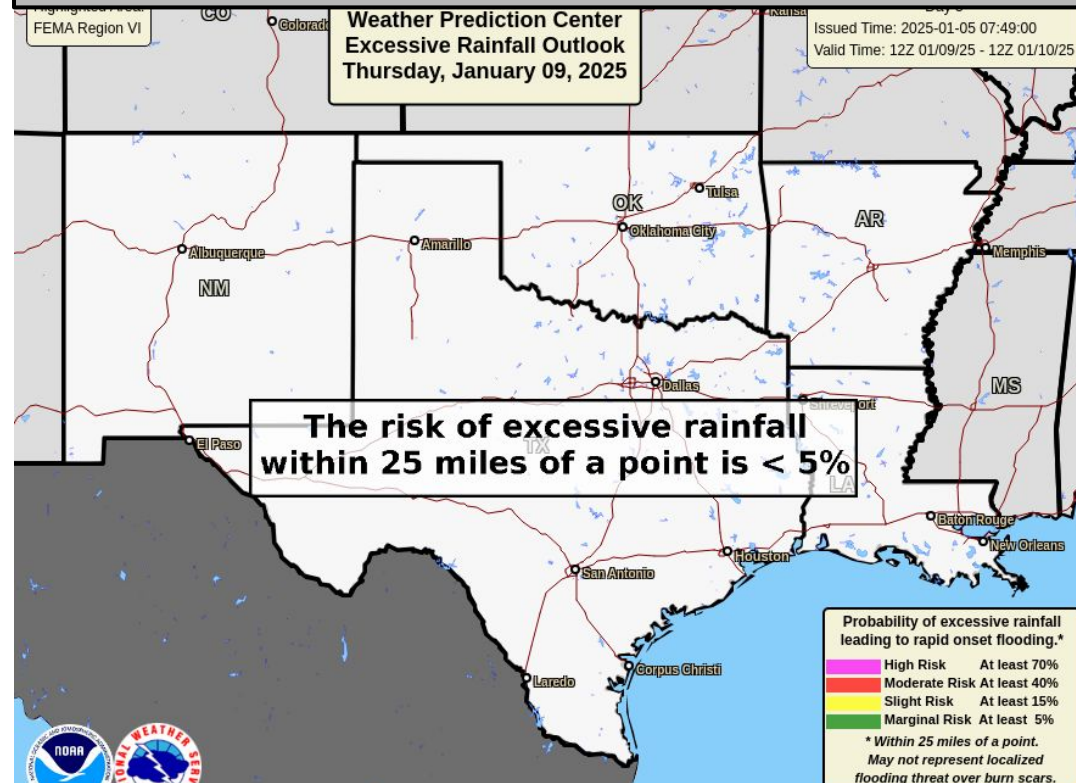 Highlighted Area:
FEMA Region VI
Weather Prediction Center
Excessive Rainfall Outlook
Thursday, January 09, 2025
Issued Time: 2025-01-05 07:49:00
Valid Time: 12Z 01/09/25 - 12Z 01/10/25
CO
Colorado
Kansas
Tulsa
OK
Oklahoma City
AR
Albuquerque
Amarillo
Memphis
NM
Dallas
MS
Shreveport
The risk of excessive rainfall
within 25 miles of a point is < 5%
TX
LA
El Paso
Baton Rouge
New Orleans
Houston
San Antonio
Corpus Christi
Laredo
Probability of excessive rainfall
leading to rapid onset flooding.*
High Risk At least 70%
Moderate Risk At least 40%
Slight Risk At least 15%
Marginal Risk At least 5%
* Within 25 miles of a point.
May not represent localized
flooding threat over burn scars.
NOAA